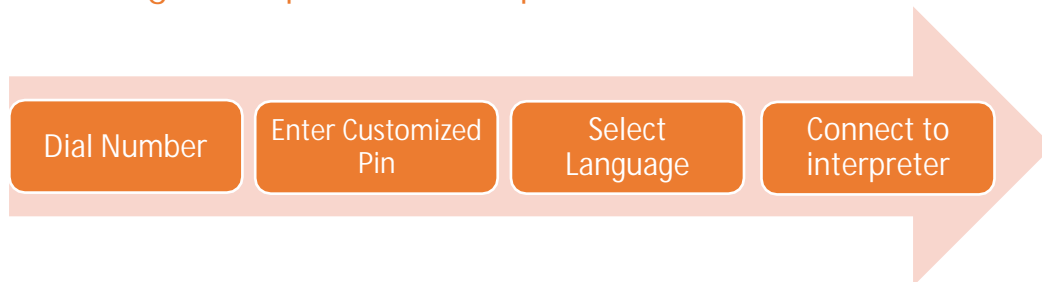 Dial Number
Enter Customized
Pin
Select
Language
Connect to
interpreter